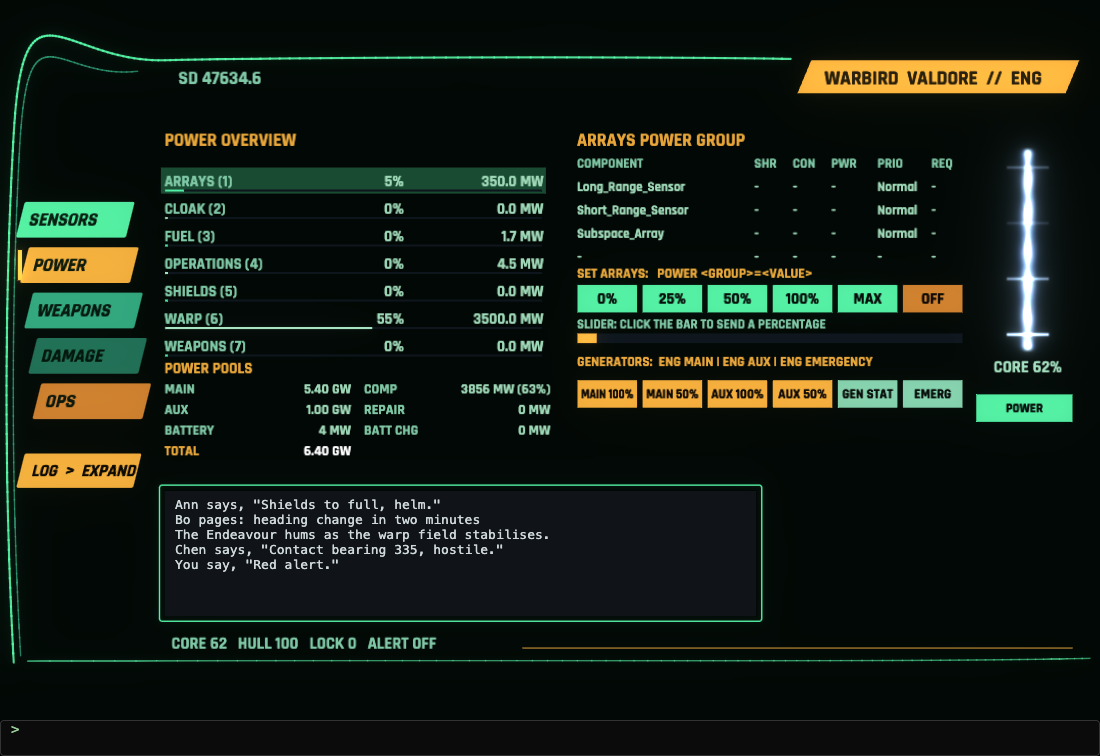 SD 47634.6
WARBIRD VALDORE // ENG
POWER OVERVIEW
ARRAYS (1) 5% 350.0 MW
CLOAK (2) 0% 0.0 MW
FUEL (3) 0% 1.7 MW
OPERATIONS (4) 0% 4.5 MW
SHIELDS (5) 0% 0.0 MW
WARP (6) 55% 3500.0 MW
WEAPONS (7) 0% 0.0 MW
POWER POOLS
MAIN 5.40 GW COMP 3856 MW (63%)
AUX 1.00 GW REPAIR 0 MW
BATTERY 4 MW BATT CHG 0 MW
TOTAL 6.40 GW
ARRAYS POWER GROUP
COMPONENT SHR CON PWR PRIO REQ
Long_Range_Sensor - - - Normal -
Short_Range_Sensor - - - Normal -
Subspace_Array - - - Normal -
- - - - - -
SET ARRAYS: POWER <GROUP>=<VALUE>
0% 25% 50% 100% MAX OFF
SLIDER: CLICK THE BAR TO SEND A PERCENTAGE
GENERATORS: ENG MAIN | ENG AUX | ENG EMERGENCY
MAIN 100% MAIN 50% AUX 100% AUX 50% GEN STAT EMERG
CORE 62%
POWER
SENSORS
POWER
WEAPONS
DAMAGE
OPS
LOG > EXPAND
Ann says, "Shields to full, helm."
Bo pages: heading change in two minutes
The Endeavour hums as the warp field stabilises.
Chen says, "Contact bearing 335, hostile."
You say, "Red alert."
CORE 62 HULL 100 LOCK 0 ALERT OFF
>